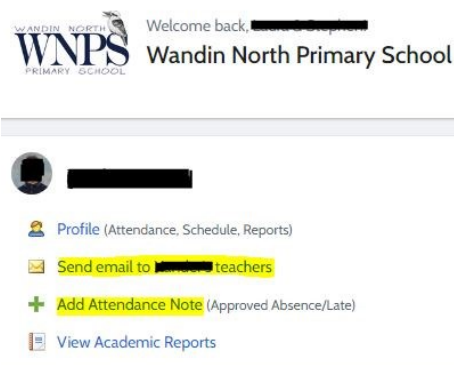 WANDIN NORTH
WNPS
PRIMARY SCHOOL
Welcome back,
Wandin North Primary School
Profile (Attendance, Schedule, Reports)
Send email to teachers
Add Attendance Note (Approved Absence/Late)
View Academic Reports